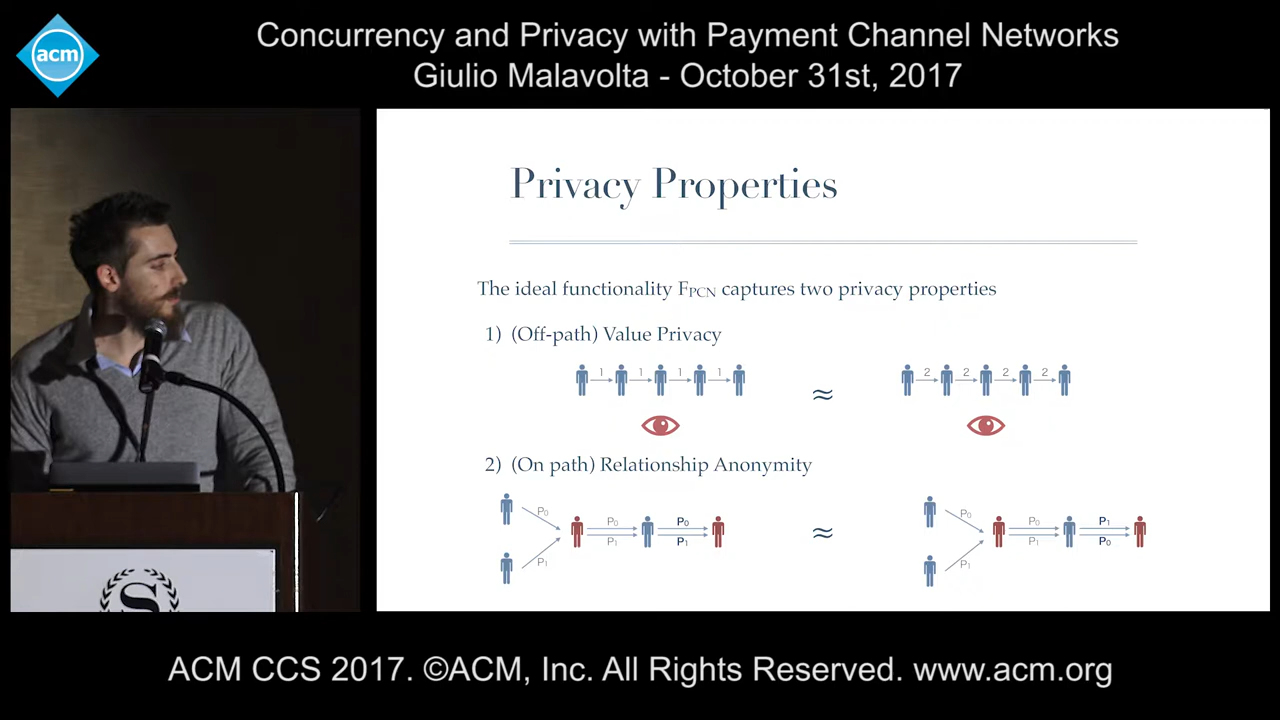 acm
Concurrency and Privacy with Payment Channel Networks
Giulio Malavolta - October 31st, 2017
Privacy Properties
The ideal functionality FPCN captures two privacy properties
1) (Off-path) Value Privacy
1 1 1 1
≈
2 2 2 2
2) (On path) Relationship Anonymity
P0 P0 P0
P1 P1 P1
≈
P0 P0 P1
P1 P1 P0
S
ACM CCS 2017. ©ACM, Inc. All Rights Reserved. www.acm.org